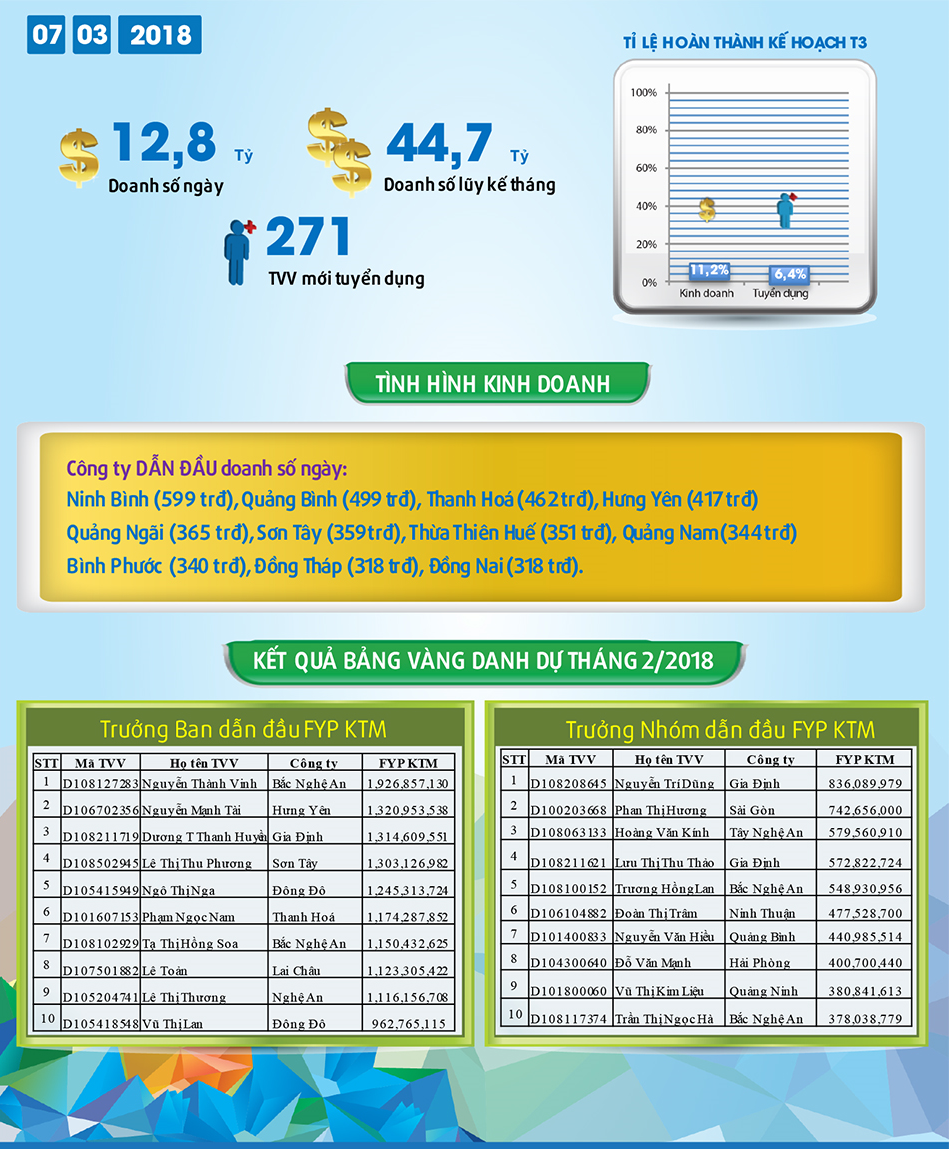 07 03 2018
TỈ LỆ HOÀN THÀNH KẾ HOẠCH T3
100%
80%
60%
40%
20%
0%
11,2%
6,4%
Kinh doanh Tuyển dụng
12,8 Tỷ
Doanh số ngày
44,7 Tỷ
Doanh số lũy kế tháng
271
TVV mới tuyển dụng
TÌNH HÌNH KINH DOANH
Công ty DẪN ĐẦU doanh số ngày:
Ninh Bình (599 trđ), Quảng Bình (499 trđ), Thanh Hoá (462 trđ), Hưng Yên (417 trđ)
Quảng Ngãi (365 trđ), Sơn Tây (359 trđ), Thừa Thiên Huế (351 trđ), Quảng Nam (344 trđ)
Bình Phước (340 trđ), Đồng Tháp (318 trđ), Đồng Nai (318 trđ).
KẾT QUẢ BẢNG VÀNG DANH DỰ THÁNG 2/2018
Trưởng Ban dẫn đầu FYP KTM
STT Mã TVV Họ tên TVV Công ty FYP KTM
1 D108127283 Nguyễn Thành Vinh Bắc Nghệ An 1,926,857,130
2 D106702356 Nguyễn Mạnh Tài Hưng Yên 1,320,953,538
3 D108211719 Dương T Thanh Huyền Gia Định 1,314,609,551
4 D108502945 Lê Thị Thu Phương Sơn Tây 1,303,126,982
5 D105415949 Ngô Thị Nga Đông Đô 1,245,313,724
6 D101607153 Phạm Ngọc Nam Thanh Hoá 1,174,287,852
7 D108102929 Tạ Thị Hồng Soa Bắc Nghệ An 1,150,432,625
8 D107501882 Lê Toàn Lai Châu 1,123,305,422
9 D105204741 Lê Thị Thương Nghệ An 1,116,156,708
10 D105418548 Vũ Thị Lan Đông Đô 962,765,115
Trưởng Nhóm dẫn đầu FYP KTM
STT Mã TVV Họ tên TVV Công ty FYP KTM
1 D108208645 Nguyễn Trí Dũng Gia Định 836,089,979
2 D100203668 Phan Thị Hương Sài Gòn 742,656,000
3 D108063133 Hoàng Văn Kính Tây Nghệ An 579,560,910
4 D108211621 Lưu Thị Thu Thảo Gia Định 572,822,724
5 D108100152 Trương Hồng Lan Bắc Nghệ An 548,930,956
6 D106104882 Đoàn Thị Trâm Ninh Thuận 477,528,700
7 D101400833 Nguyễn Văn Hiều Quảng Bình 440,985,514
8 D104300640 Đỗ Văn Mạnh Hải Phòng 400,700,440
9 D101800060 Vũ Thị Kim Liệu Quảng Ninh 380,841,613
10 D108117374 Trần Thị Ngọc Hà Bắc Nghệ An 378,038,779